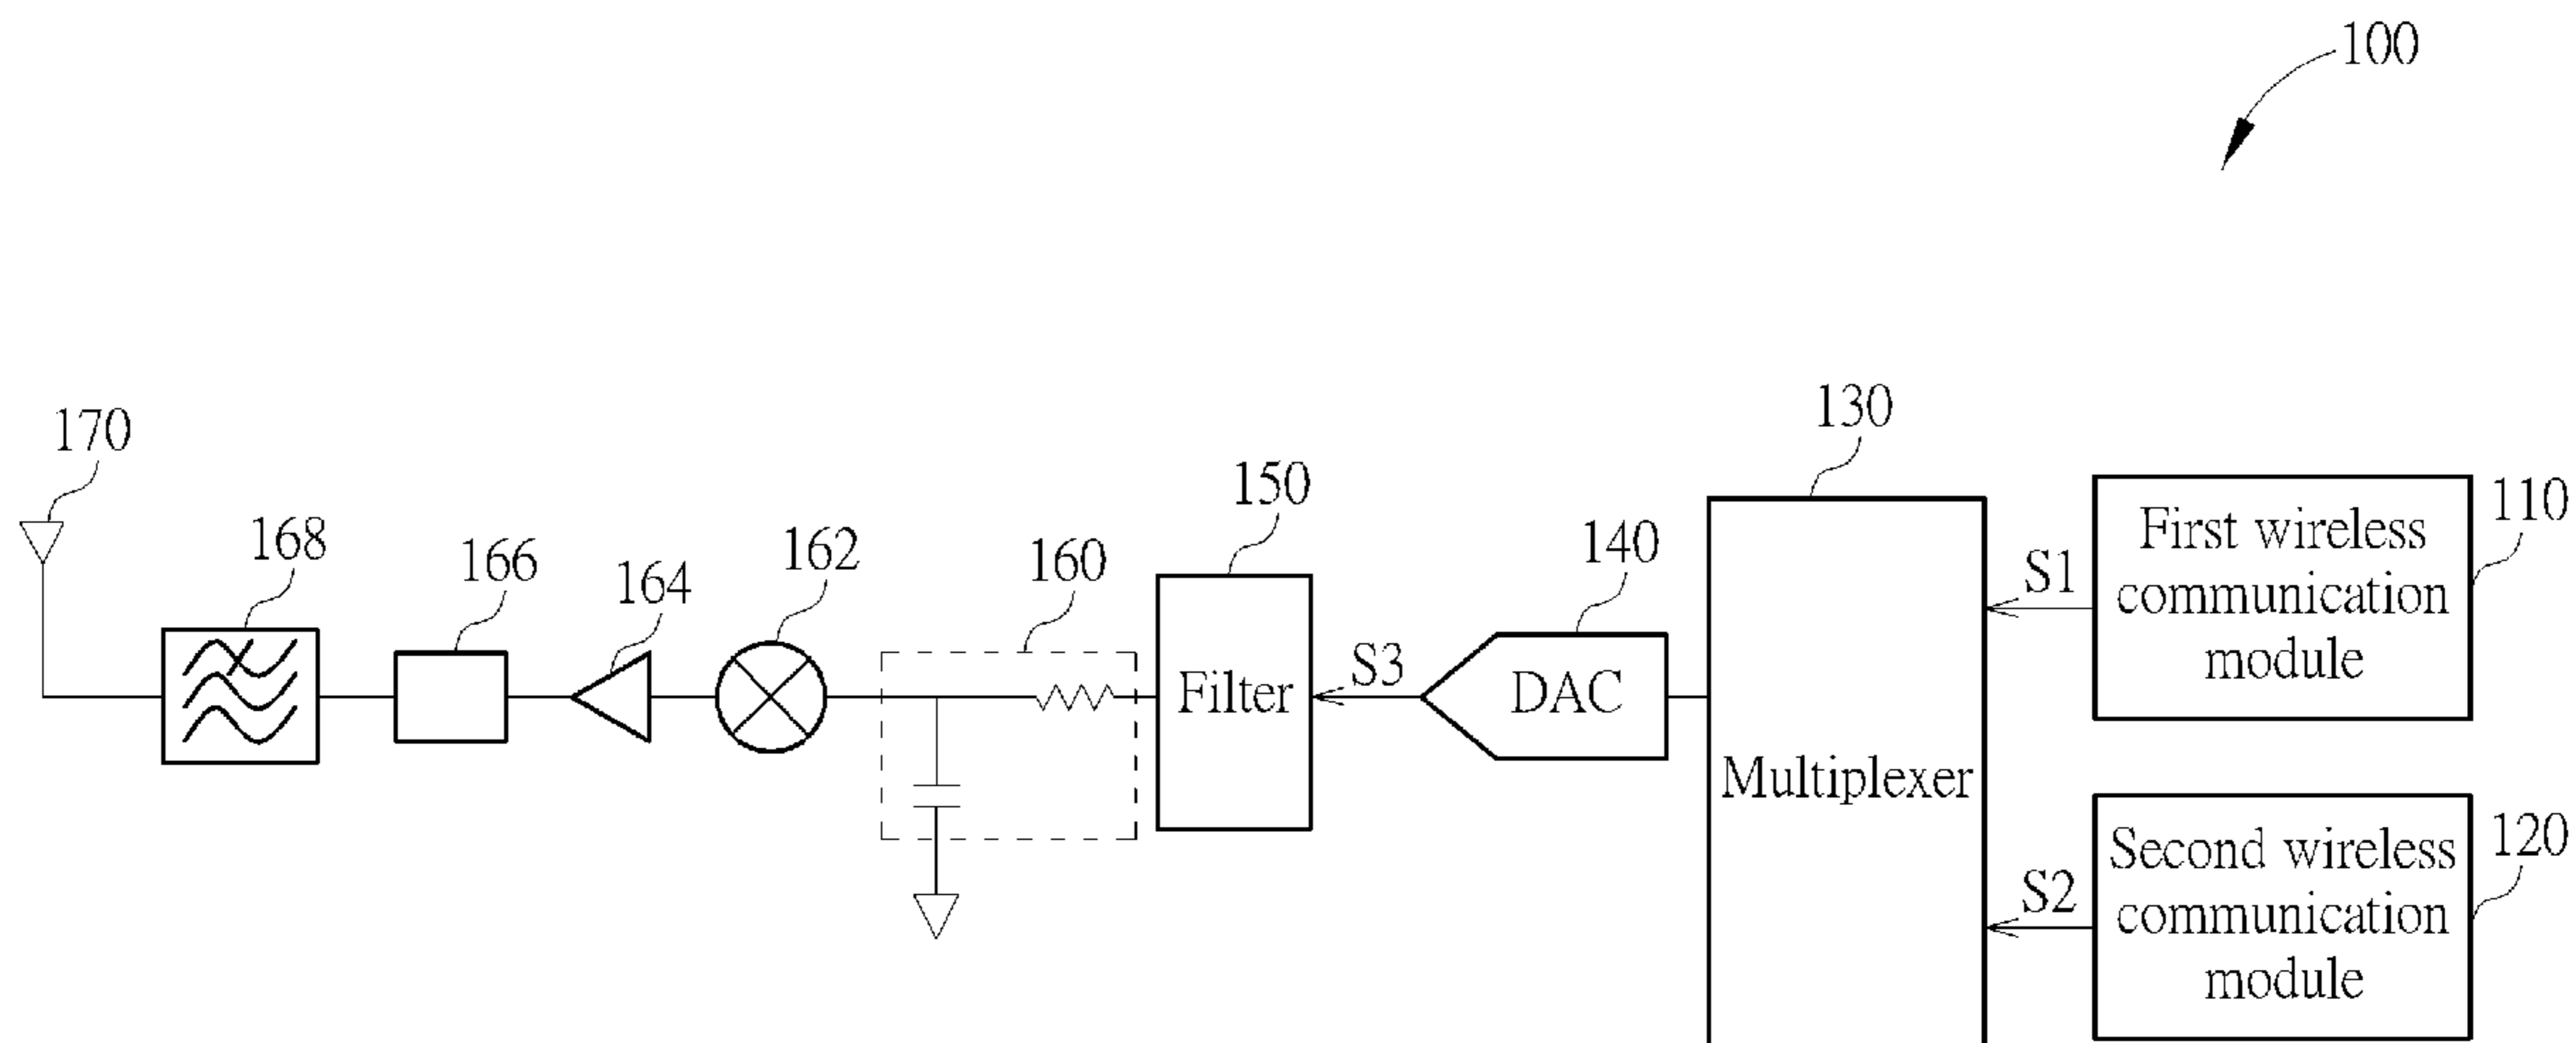 100
130
170
150
110
168
162
160
140
166
164
First wireless
communication
module
S1
S3
Filter
DAC
Multiplexer
120
Second wireless
communication
module
S2